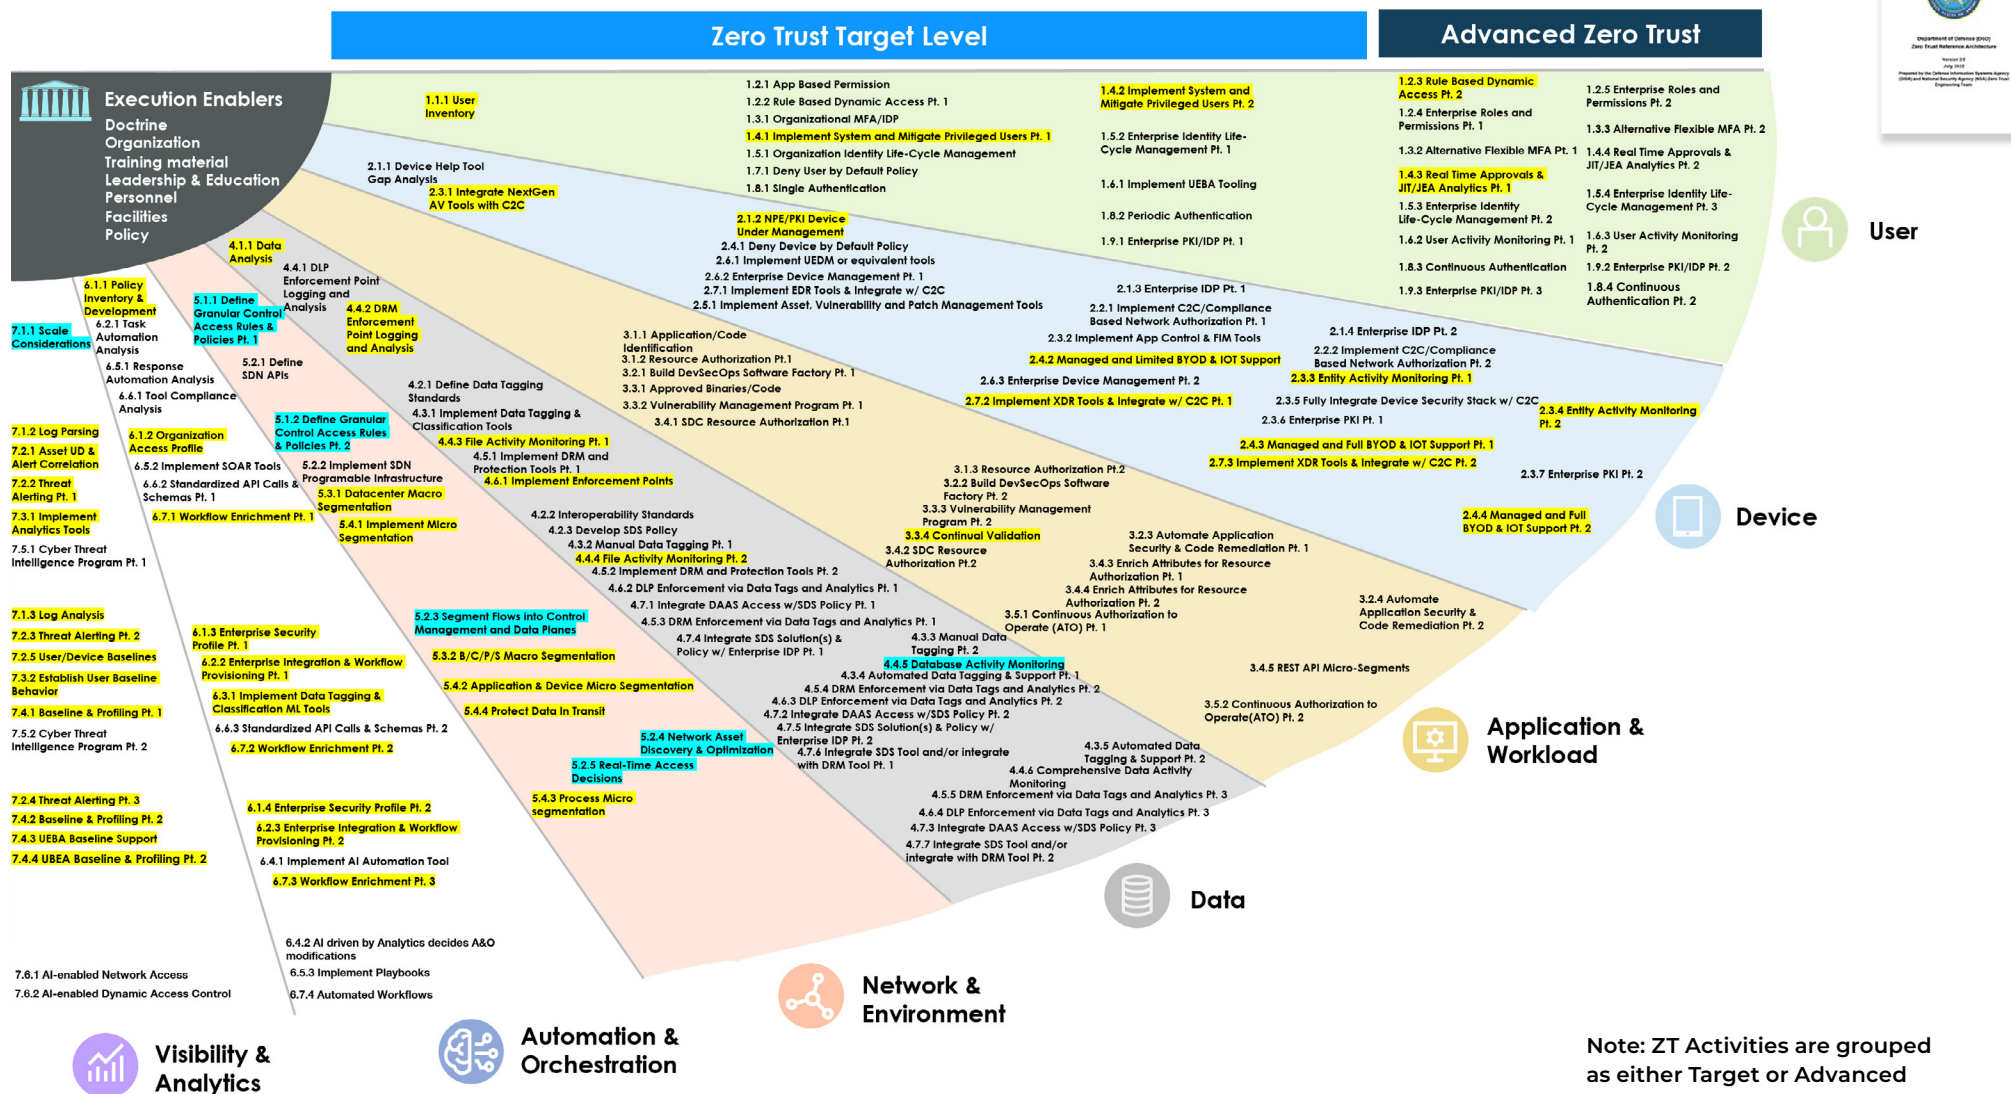 Zero Trust Target Level
Advanced Zero Trust
Department of Defense (DoD)
Zero Trust Reference Architecture
Version 2.0
July 2022
Prepared by the Defense Information Systems Agency
(DISA) and National Security Agency (NSA) Zero Trust
Engineering Team
Execution Enablers
Doctrine
Organization
Training material
Leadership & Education
Personnel
Facilities
Policy
1.1.1 User
Inventory
1.2.1 App Based Permission
1.2.2 Rule Based Dynamic Access Pt. 1
1.3.1 Organizational MFA/IDP
1.4.1 Implement System and Mitigate Privileged Users Pt. 1
1.5.1 Organization Identity Life-Cycle Management
1.7.1 Deny User by Default Policy
1.8.1 Single Authentication
1.4.2 Implement System and
Mitigate Privileged Users Pt. 2
1.5.2 Enterprise Identity Life-
Cycle Management Pt. 1
1.6.1 Implement UEBA Tooling
1.8.2 Periodic Authentication
1.9.1 Enterprise PKI/IDP Pt. 1
1.2.3 Rule Based Dynamic
Access Pt. 2
1.2.4 Enterprise Roles and
Permissions Pt. 1
1.3.2 Alternative Flexible MFA Pt. 1
1.4.3 Real Time Approvals &
JIT/JEA Analytics Pt. 1
1.5.3 Enterprise Identity
Life-Cycle Management Pt. 2
1.6.2 User Activity Monitoring Pt. 1
1.8.3 Continuous Authentication
1.9.3 Enterprise PKI/IDP Pt. 3
1.2.5 Enterprise Roles and
Permissions Pt. 2
1.3.3 Alternative Flexible MFA Pt. 2
1.4.4 Real Time Approvals &
JIT/JEA Analytics Pt. 2
1.5.4 Enterprise Identity Life-
Cycle Management Pt. 3
1.6.3 User Activity Monitoring
Pt. 2
1.9.2 Enterprise PKI/IDP Pt. 2
1.8.4 Continuous
Authentication Pt. 2
User
2.1.1 Device Help Tool
Gap Analysis
2.3.1 Integrate NextGen
AV Tools with C2C
2.1.2 NPE/PKI Device
Under Management
2.4.1 Deny Device by Default Policy
2.6.1 Implement UEDM or equivalent tools
2.6.2 Enterprise Device Management Pt. 1
2.7.1 Implement EDR Tools & Integrate w/ C2C
2.5.1 Implement Asset, Vulnerability and Patch Management Tools
2.1.3 Enterprise IDP Pt. 1
2.2.1 Implement C2C/Compliance
Based Network Authorization Pt. 1
2.3.2 Implement App Control & FIM Tools
2.4.2 Managed and Limited BYOD & IOT Support
2.6.3 Enterprise Device Management Pt. 2
2.7.2 Implement XDR Tools & Integrate w/ C2C Pt. 1
2.1.4 Enterprise IDP Pt. 2
2.2.2 Implement C2C/Compliance
Based Network Authorization Pt. 2
2.3.3 Entity Activity Monitoring Pt. 1
2.3.5 Fully Integrate Device Security Stack w/ C2C
2.3.6 Enterprise PKI Pt. 1
2.4.3 Managed and Full BYOD & IOT Support Pt. 1
2.7.3 Implement XDR Tools & Integrate w/ C2C Pt. 2
2.3.4 Entity Activity Monitoring
Pt. 2
2.3.7 Enterprise PKI Pt. 2
2.4.4 Managed and Full
BYOD & IOT Support Pt. 2
Device
3.1.1 Application/Code
Identification
3.1.2 Resource Authorization Pt.1
3.2.1 Build DevSecOps Software Factory Pt. 1
3.3.1 Approved Binaries/Code
3.3.2 Vulnerability Management Program Pt. 1
3.4.1 SDC Resource Authorization Pt.1
3.1.3 Resource Authorization Pt.2
3.2.2 Build DevSecOps Software
Factory Pt. 2
3.3.3 Vulnerability Management
Program Pt. 2
3.3.4 Continual Validation
3.4.2 SDC Resource
Authorization Pt.2
3.2.3 Automate Application
Security & Code Remediation Pt. 1
3.4.3 Enrich Attributes for Resource
Authorization Pt. 1
3.4.4 Enrich Attributes for Resource
Authorization Pt. 2
3.5.1 Continuous Authorization to
Operate (ATO) Pt. 1
3.2.4 Automate
Application Security &
Code Remediation Pt. 2
3.4.5 REST API Micro-Segments
3.5.2 Continuous Authorization to
Operate(ATO) Pt. 2
Application &
Workload
4.1.1 Data
Analysis
4.4.1 DLP
Enforcement Point
Logging and
Analysis
4.4.2 DRM
Enforcement
Point Logging
and Analysis
4.2.1 Define Data Tagging
Standards
4.3.1 Implement Data Tagging &
Classification Tools
4.4.3 File Activity Monitoring Pt. 1
4.5.1 Implement DRM and
Protection Tools Pt. 1
4.6.1 Implement Enforcement Points
4.2.2 Interoperability Standards
4.2.3 Develop SDS Policy
4.3.2 Manual Data Tagging Pt. 1
4.4.4 File Activity Monitoring Pt. 2
4.5.2 Implement DRM and Protection Tools Pt. 2
4.6.2 DLP Enforcement via Data Tags and Analytics Pt. 1
4.7.1 Integrate DAAS Access w/SDS Policy Pt. 1
4.5.3 DRM Enforcement via Data Tags and Analytics Pt. 1
4.7.4 Integrate SDS Solution(s) &
Policy w/ Enterprise IDP Pt. 1
4.3.3 Manual Data
Tagging Pt. 2
4.4.5 Database Activity Monitoring
4.3.4 Automated Data Tagging & Support Pt. 1
4.5.4 DRM Enforcement via Data Tags and Analytics Pt. 2
4.6.3 DLP Enforcement via Data Tags and Analytics Pt. 2
4.7.2 Integrate DAAS Access w/SDS Policy Pt. 2
4.7.5 Integrate SDS Solution(s) & Policy w/
Enterprise IDP Pt. 2
4.7.6 Integrate SDS Tool and/or integrate
with DRM Tool Pt. 1
4.3.5 Automated Data
Tagging & Support Pt. 2
4.4.6 Comprehensive Data Activity
Monitoring
4.5.5 DRM Enforcement via Data Tags and Analytics Pt. 3
4.6.4 DLP Enforcement via Data Tags and Analytics Pt. 3
4.7.3 Integrate DAAS Access w/SDS Policy Pt. 3
4.7.7 Integrate SDS Tool and/or
integrate with DRM Tool Pt. 2
Data
5.1.1 Define
Granular Control
Access Rules &
Policies Pt. 1
5.2.1 Define
SDN APIs
5.1.2 Define Granular
Control Access Rules
& Policies Pt. 2
5.2.2 Implement SDN
Programable Infrastructure
5.3.1 Datacenter Macro
Segmentation
5.4.1 Implement Micro
Segmentation
5.2.3 Segment Flows into Control
Management and Data Planes
5.3.2 B/C/P/S Macro Segmentation
5.4.2 Application & Device Micro Segmentation
5.4.4 Protect Data In Transit
5.2.4 Network Asset
Discovery & Optimization
5.2.5 Real-Time Access
Decisions
5.4.3 Process Micro
segmentation
Network &
Environment
6.1.1 Policy
Inventory &
Development
6.2.1 Task
Automation
Analysis
6.5.1 Response
Automation Analysis
6.6.1 Tool Compliance
Analysis
6.1.2 Organization
Access Profile
6.5.2 Implement SOAR Tools
6.6.2 Standardized API Calls &
Schemas Pt. 1
6.7.1 Workflow Enrichment Pt. 1
6.1.3 Enterprise Security
Profile Pt. 1
6.2.2 Enterprise Integration & Workflow
Provisioning Pt. 1
6.3.1 Implement Data Tagging &
Classification ML Tools
6.6.3 Standardized API Calls & Schemas Pt. 2
6.7.2 Workflow Enrichment Pt. 2
6.1.4 Enterprise Security Profile Pt. 2
6.2.3 Enterprise Integration & Workflow
Provisioning Pt. 2
6.4.1 Implement AI Automation Tool
6.7.3 Workflow Enrichment Pt. 3
6.4.2 AI driven by Analytics decides A&O
modifications
6.5.3 Implement Playbooks
6.7.4 Automated Workflows
Automation &
Orchestration
7.1.1 Scale
Considerations
7.1.2 Log Parsing
7.2.1 Asset UD &
Alert Correlation
7.2.2 Threat
Alerting Pt. 1
7.3.1 Implement
Analytics Tools
7.5.1 Cyber Threat
Intelligence Program Pt. 1
7.1.3 Log Analysis
7.2.3 Threat Alerting Pt. 2
7.2.5 User/Device Baselines
7.3.2 Establish User Baseline
Behavior
7.4.1 Baseline & Profiling Pt. 1
7.5.2 Cyber Threat
Intelligence Program Pt. 2
7.2.4 Threat Alerting Pt. 3
7.4.2 Baseline & Profiling Pt. 2
7.4.3 UEBA Baseline Support
7.4.4 UBEA Baseline & Profiling Pt. 2
7.6.1 AI-enabled Network Access
7.6.2 AI-enabled Dynamic Access Control
Visibility &
Analytics
Note: ZT Activities are grouped
as either Target or Advanced